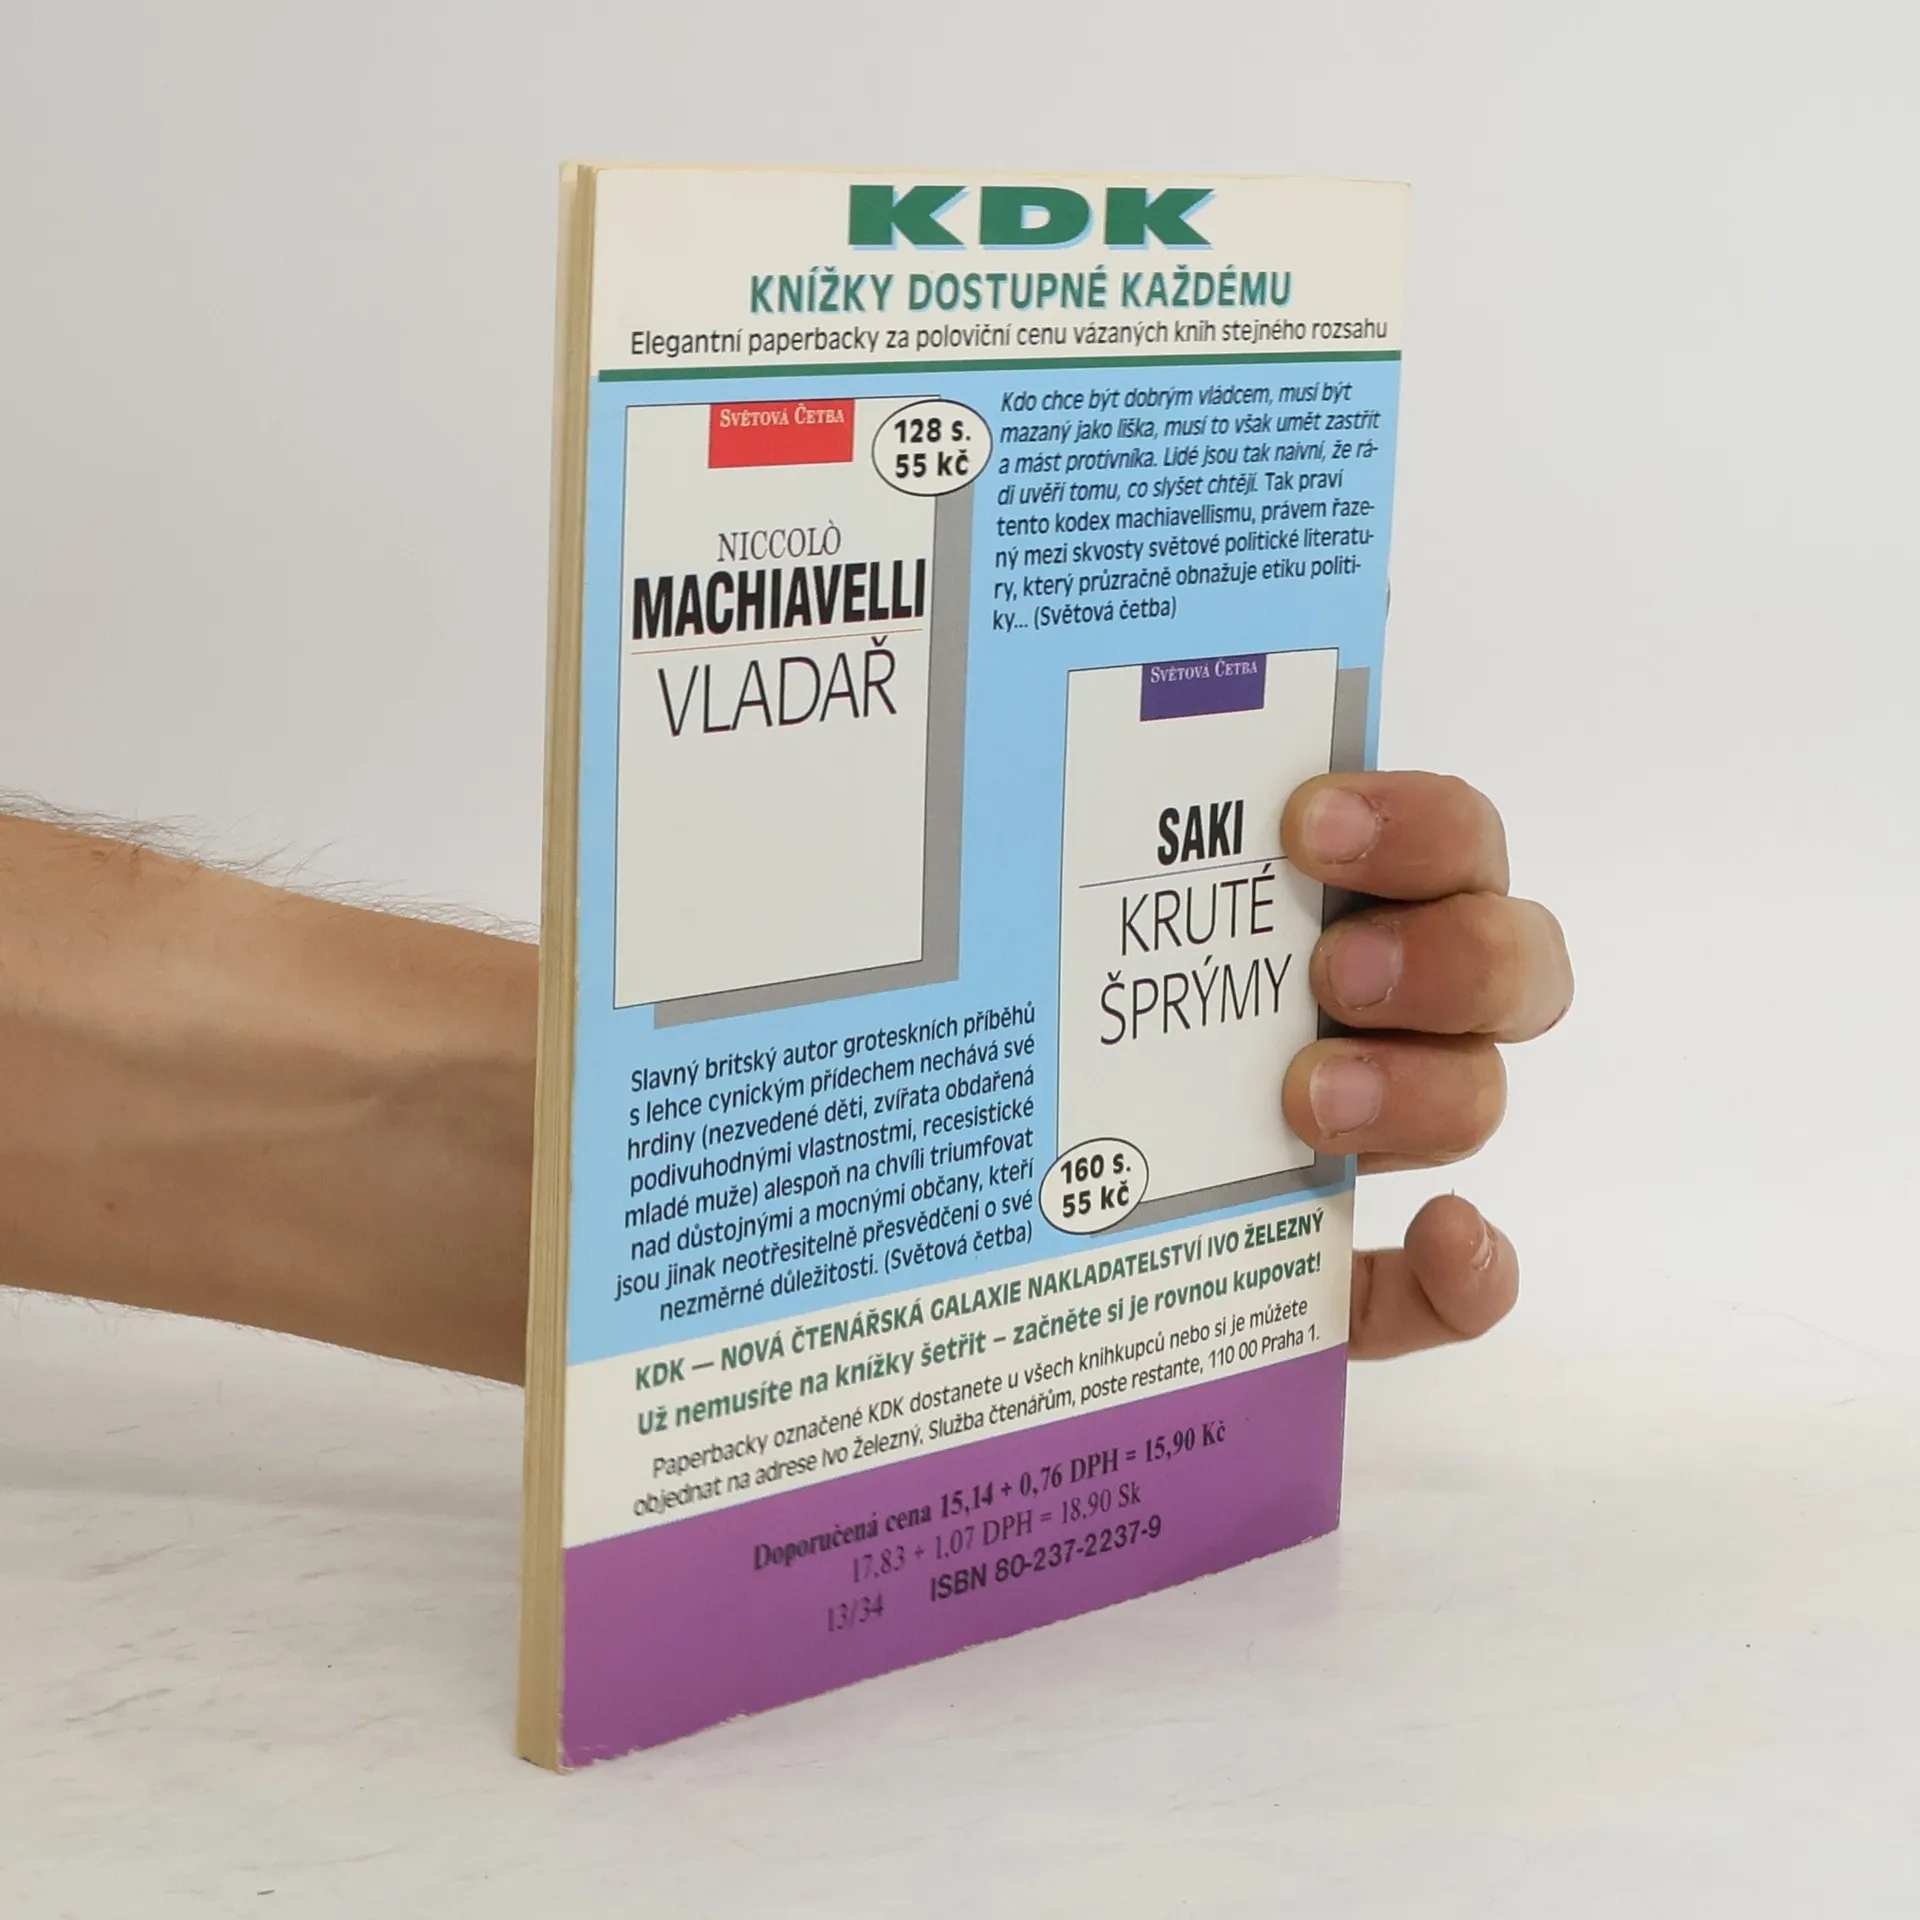 KDK
KNÍŽKY DOSTUPNÉ KAŽDÉMU
Elegantní paperbacky za poloviční cenu vázaných knih stejného rozsahu
SVĚTOVÁ ČETBA
128 s.
55 kč
NICCOLÒ
MACHIAVELLI
VLADAŘ
Kdo chce být dobrým vládcem, musí být
mazaný jako liška, musí to však umět zastřít
a mást protivníka. Lidé jsou tak naivní, že rá-
di uvěří tomu, co slyšet chtějí. Tak praví
tento kodex machiavellismu, právem řaze-
ný mezi skvosty světové politické literatu-
ry, který průzračně obnažuje etiku politi-
ky... (Světová četba)
SVĚTOVÁ ČETBA
SAKI
KRUTÉ
ŠPRÝMY
160 s.
55 kč
Slavný britský autor groteskních příběhů
s lehce cynickým přídechem nechává své
hrdiny (nezvedené děti, zvířata obdařená
podivuhodnými vlastnostmi, recesistické
mladé muže) alespoň na chvíli triumfovat
nad důstojnými a mocnými občany, kteří
jsou jinak neotřesitelně přesvědčeni o své
nezměrné důležitosti. (Světová četba)
KDK — NOVÁ ČTENÁŘSKÁ GALAXIE NAKLADATELSTVÍ IVO ŽELEZNÝ
Už nemusíte na knížky šetřit – začněte si je rovnou kupovat!
Paperbacky označené KDK dostanete u všech knihkupců nebo si je můžete
objednat na adrese Ivo Železný, Služba čtenářům, poste restante, 110 00 Praha 1.
Doporučená cena 15,14 + 0,76 DPH = 15,90 Kč
17,83 + 1,07 DPH = 18,90 Sk
13/34 ISBN 80-237-2237-9